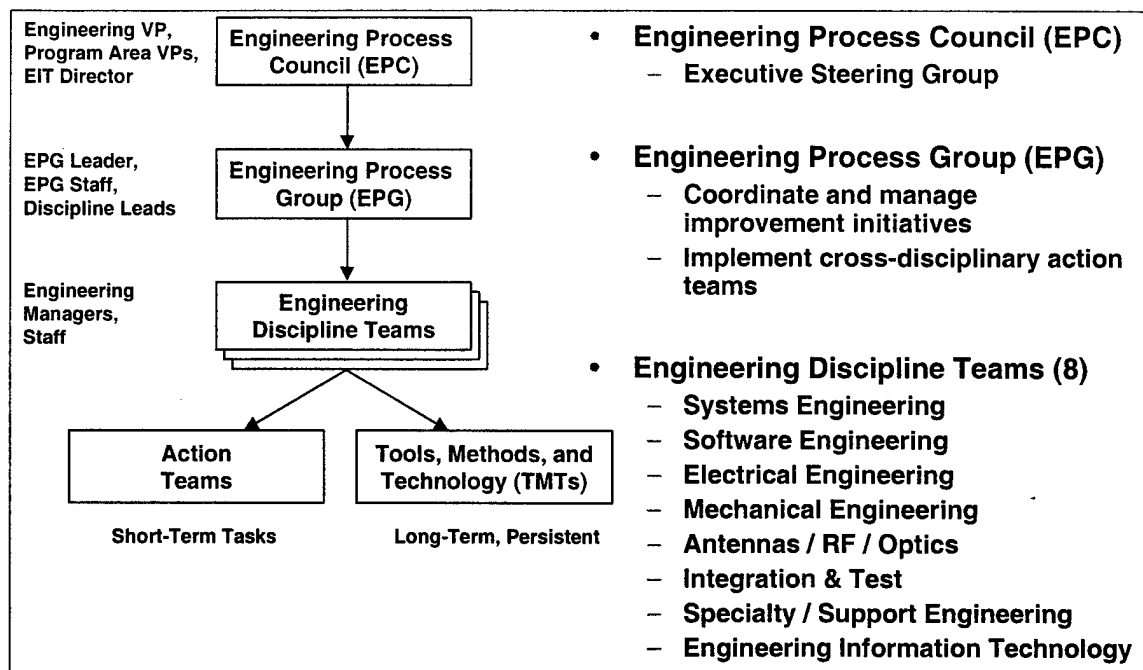 Engineering VP,
Program Area VPs,
EIT Director
Engineering Process
Council (EPC)
EPG Leader,
EPG Staff,
Discipline Leads
Engineering Process
Group (EPG)
Engineering
Managers,
Staff
Engineering
Discipline Teams
Action
Teams
Tools, Methods, and
Technology (TMTs)
Short-Term Tasks
Long-Term, Persistent
• Engineering Process Council (EPC)
– Executive Steering Group
• Engineering Process Group (EPG)
– Coordinate and manage
improvement initiatives
– Implement cross-disciplinary action
teams
• Engineering Discipline Teams (8)
– Systems Engineering
– Software Engineering
– Electrical Engineering
– Mechanical Engineering
– Antennas / RF / Optics
– Integration & Test
– Specialty / Support Engineering
– Engineering Information Technology